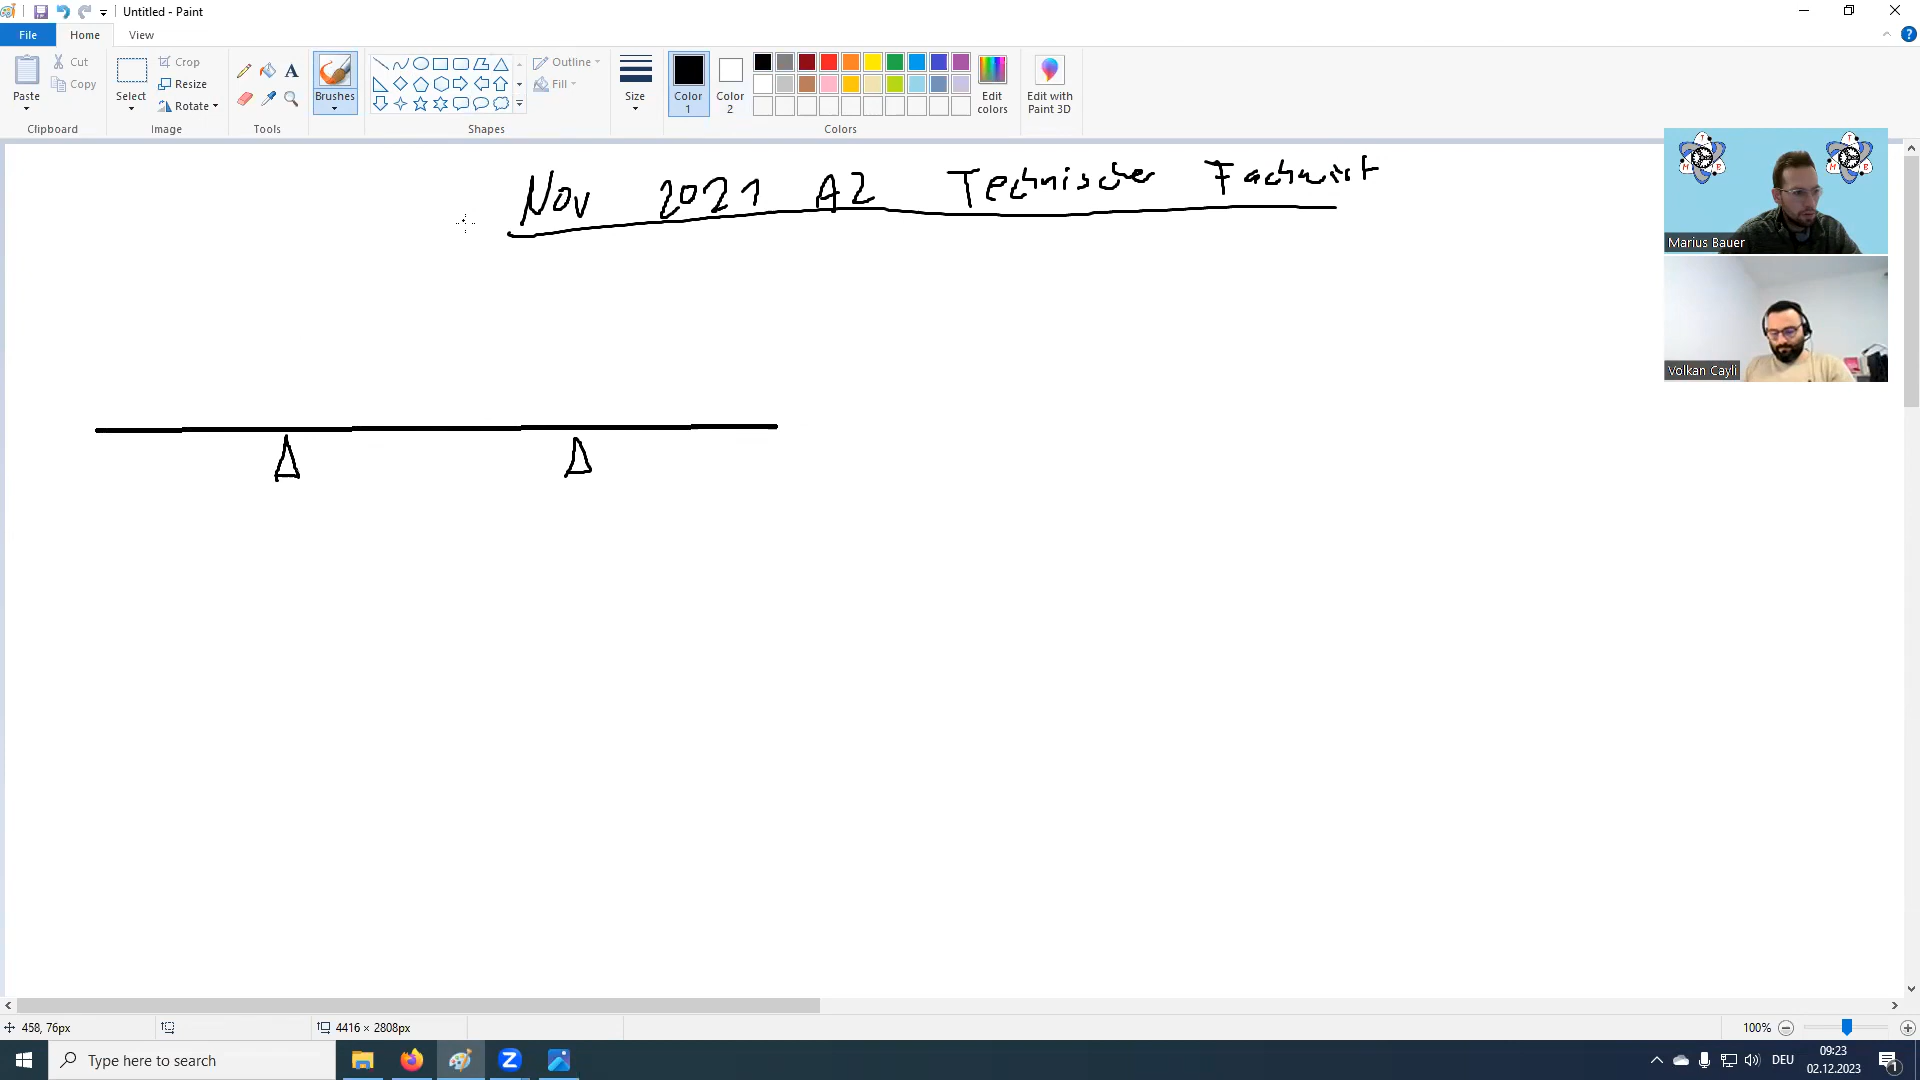 Untitled - Paint
File Home View
Paste Cut Copy Clipboard
Select Crop Resize Rotate Image
Tools
Brushes
Shapes
Outline
Fill
Size
Color 1
Color 2
Edit colors
Colors
Edit with Paint 3D
Nov 2021 A2 Technischer Fachwirt
Marius Bauer
Volkan Cayli
458, 76px
4416 × 2808px
100%
Type here to search
DEU
09:23
02.12.2023